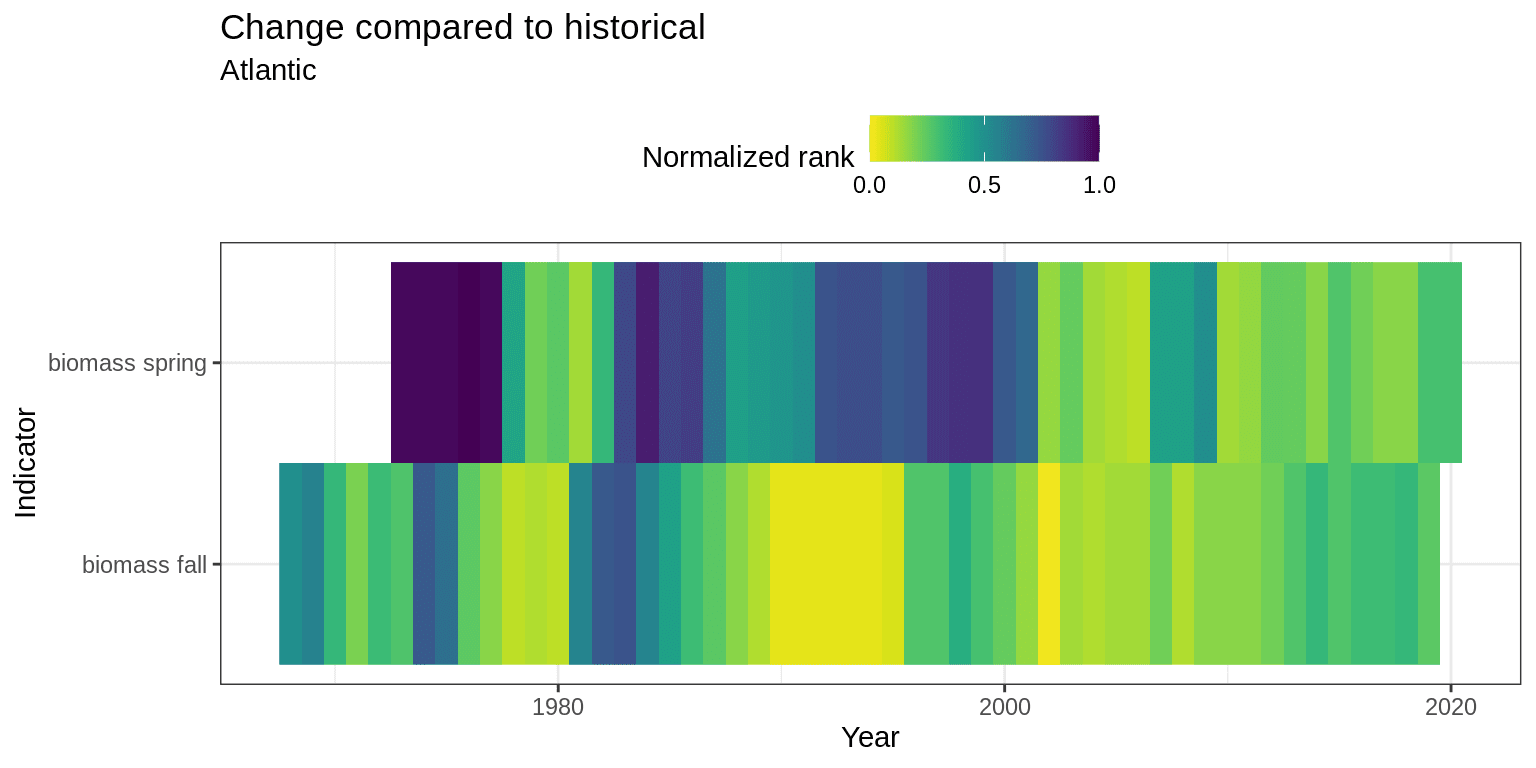 Change compared to historical
Atlantic
Normalized rank
0.0 0.5 1.0
biomass spring
biomass fall
Indicator
1980 2000 2020
Year